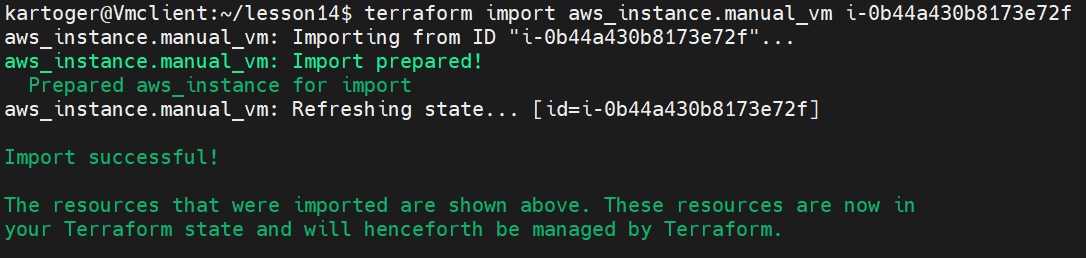 kartoger@Vmclient:~/lesson14$ terraform import aws_instance.manual_vm i-0b44a430b8173e72f
aws_instance.manual_vm: Importing from ID "i-0b44a430b8173e72f"...
aws_instance.manual_vm: Import prepared!
  Prepared aws_instance for import
aws_instance.manual_vm: Refreshing state... [id=i-0b44a430b8173e72f]
Import successful!
The resources that were imported are shown above. These resources are now in
your Terraform state and will henceforth be managed by Terraform.